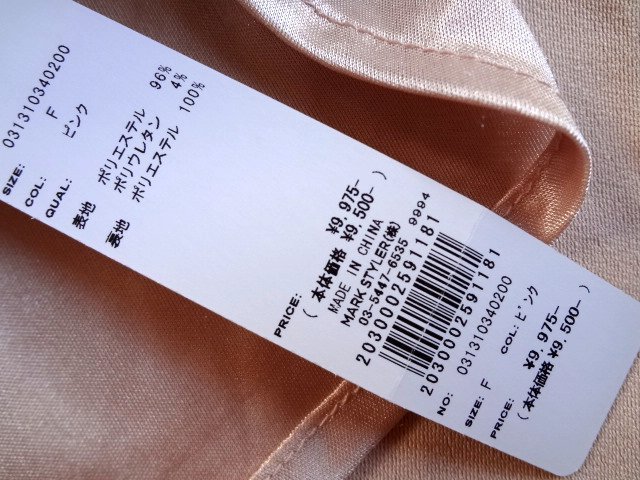 031310340200
SIZE: F
COL: ピンク
QUAL:
表地 ポリエステル 96%
ポリウレタン 4%
裏地 ポリエステル 100%
PRICE: ¥9,975-
( 本体価格 ¥9,500- )
MADE IN CHINA
MARK STYLER(株)
03-5447-6535 9994
2030002591181
2030002591181
NO: 031310340200
SIZE: F COL: ピンク
PRICE: ¥9,975-
( 本体価格 ¥9,500- )